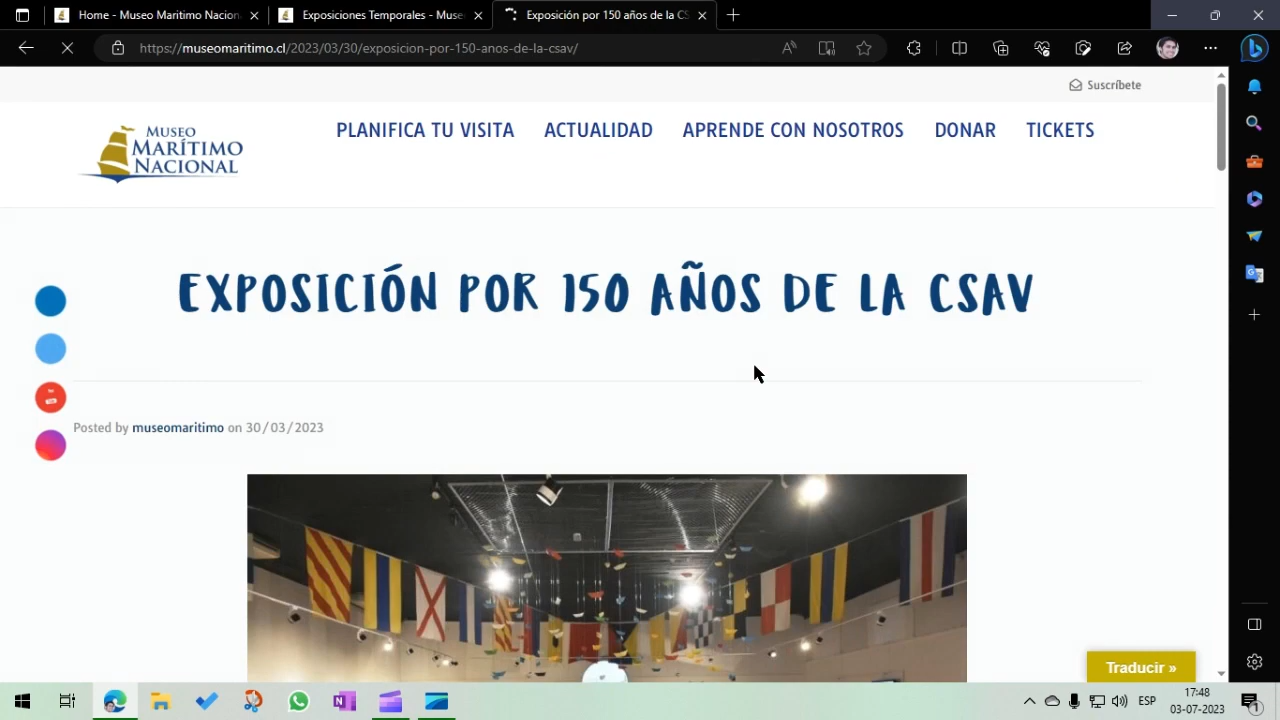 Home - Museo Maritimo Nacion
Exposiciones Temporales - Muse
Exposición por 150 años de la CS
https://museomaritimo.cl/2023/03/30/exposicion-por-150-anos-de-la-csav/
Suscríbete
MUSEO
MARÍTIMO
NACIONAL
PLANIFICA TU VISITA
ACTUALIDAD
APRENDE CON NOSOTROS
DONAR
TICKETS
EXPOSICIÓN POR 150 AÑOS DE LA CSAV
Posted by museomaritimo on 30/03/2023
Traducir »
ESP
17:48
03-07-2023
1